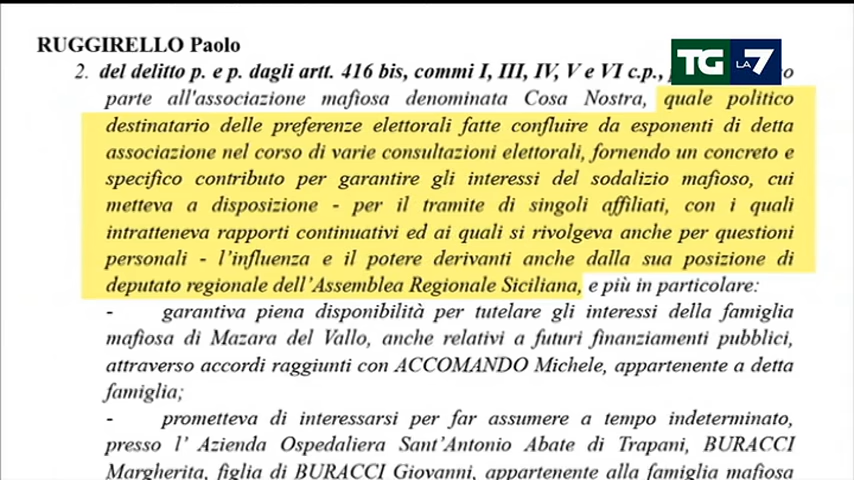 RUGGIRELLO Paolo
TG LA 7
2. del delitto p. e p. dagli artt. 416 bis, commi I, III, IV, V e VI c.p.,
parte all'associazione mafiosa denominata Cosa Nostra, quale politico
destinatario delle preferenze elettorali fatte confluire da esponenti di detta
associazione nel corso di varie consultazioni elettorali, fornendo un concreto e
specifico contributo per garantire gli interessi del sodalizio mafioso, cui
metteva a disposizione - per il tramite di singoli affiliati, con i quali
intratteneva rapporti continuativi ed ai quali si rivolgeva anche per questioni
personali - l'influenza e il potere derivanti anche dalla sua posizione di
deputato regionale dell'Assemblea Regionale Siciliana, e più in particolare:
- garantiva piena disponibilità per tutelare gli interessi della famiglia
mafiosa di Mazara del Vallo, anche relativi a futuri finanziamenti pubblici,
attraverso accordi raggiunti con ACCOMANDO Michele, appartenente a detta
famiglia;
- prometteva di interessarsi per far assumere a tempo indeterminato,
presso l' Azienda Ospedaliera Sant'Antonio Abate di Trapani, BURACCI
Margherita, figlia di BURACCI Giovanni, appartenente alla famiglia mafiosa